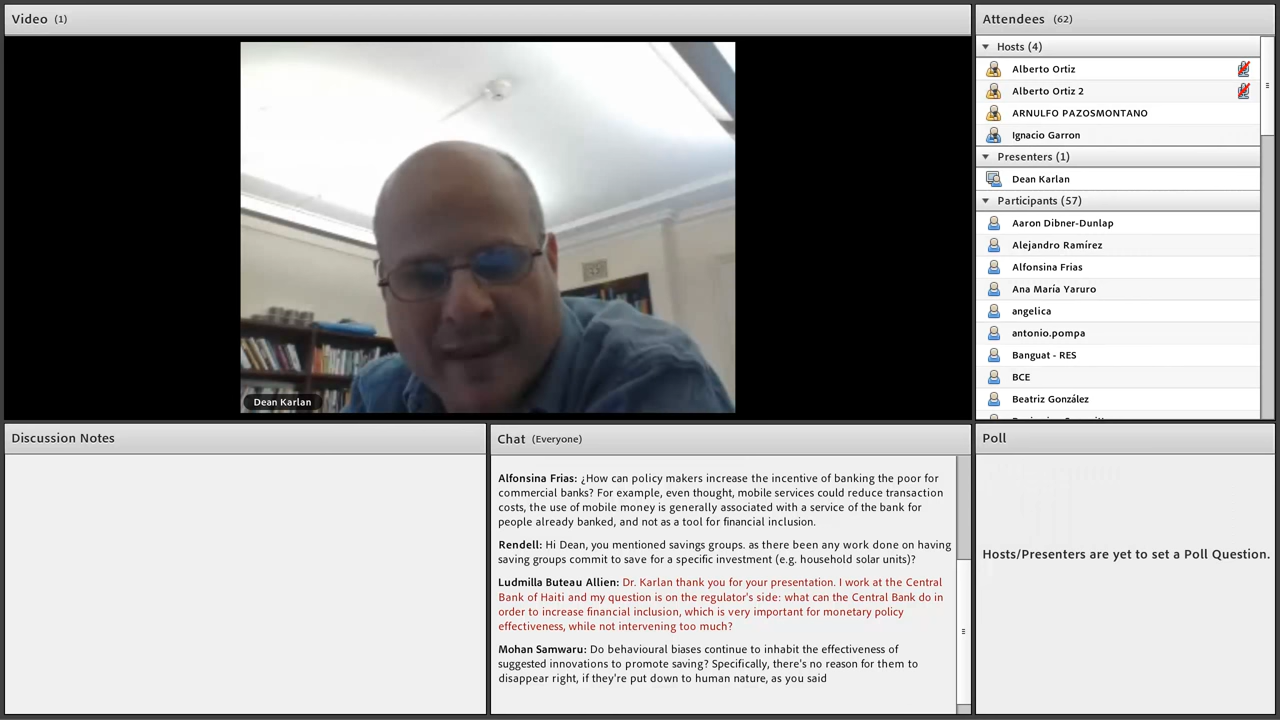 Video (1)
Dean Karlan
Attendees (62)
Hosts (4)
Alberto Ortiz
Alberto Ortiz 2
ARNULFO PAZOSMONTANO
Ignacio Garron
Presenters (1)
Dean Karlan
Participants (57)
Aaron Dibner-Dunlap
Alejandro Ramírez
Alfonsina Frias
Ana María Yaruro
angelica
antonio.pompa
Banguat - RES
BCE
Beatriz González
Discussion Notes
Chat (Everyone)
Alfonsina Frias: ¿How can policy makers increase the incentive of banking the poor for
commercial banks? For example, even thought, mobile services could reduce transaction
costs, the use of mobile money is generally associated with a service of the bank for
people already banked, and not as a tool for financial inclusion.
Rendell: Hi Dean, you mentioned savings groups. as there been any work done on having
saving groups commit to save for a specific investment (e.g. household solar units)?
Ludmilla Buteau Allien: Dr. Karlan thank you for your presentation. I work at the Central
Bank of Haiti and my question is on the regulator's side: what can the Central Bank do in
order to increase financial inclusion, which is very important for monetary policy
effectiveness, while not intervening too much?
Mohan Samwaru: Do behavioural biases continue to inhabit the effectiveness of
suggested innovations to promote saving? Specifically, there's no reason for them to
disappear right, if they're put down to human nature, as you said
Poll
Hosts/Presenters are yet to set a Poll Question.